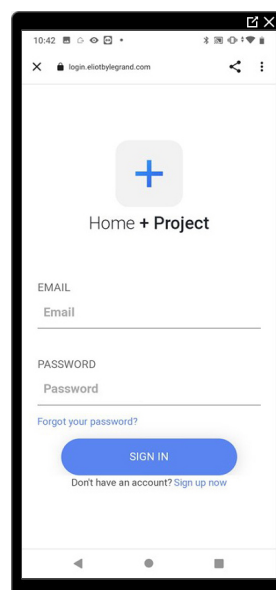 10:42
login.eliotbylegrand.com
Home + Project
EMAIL
Email
PASSWORD
Password
Forgot your password?
SIGN IN
Don't have an account? Sign up now